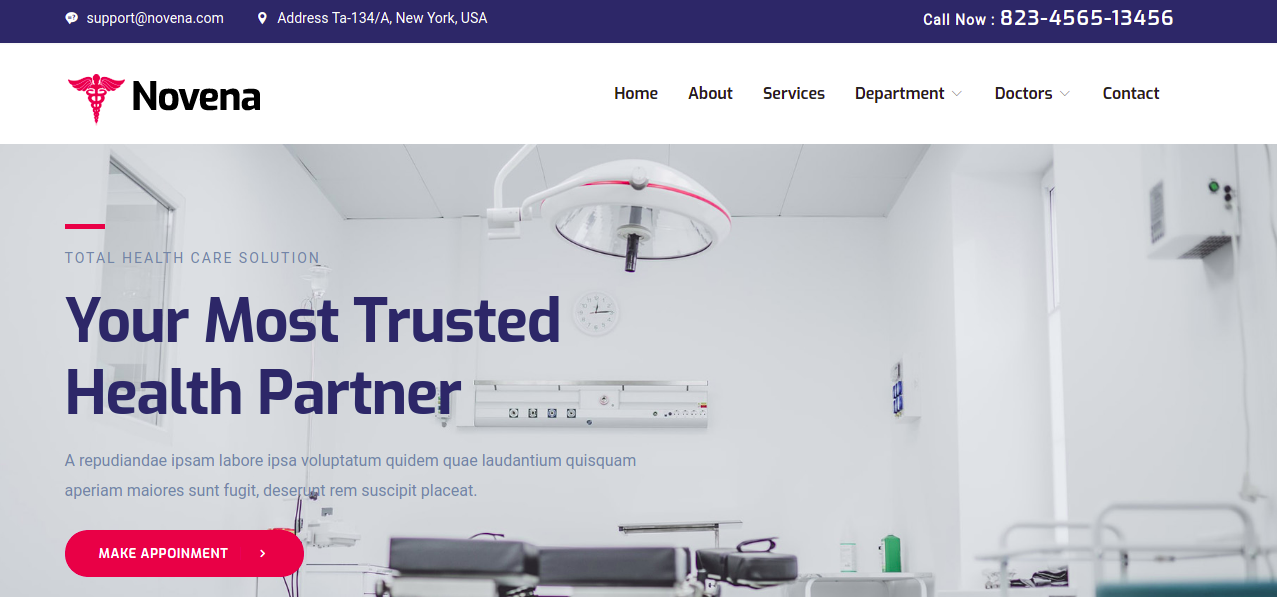 support@novena.com
Address Ta-134/A, New York, USA
Call Now : 823-4565-13456
Novena
Home About Services Department Doctors Contact
TOTAL HEALTH CARE SOLUTION
Your Most Trusted
Health Partner
A repudiandae ipsam labore ipsa voluptatum quidem quae laudantium quisquam
aperiam maiores sunt fugit, deserunt rem suscipit placeat.
MAKE APPOINMENT